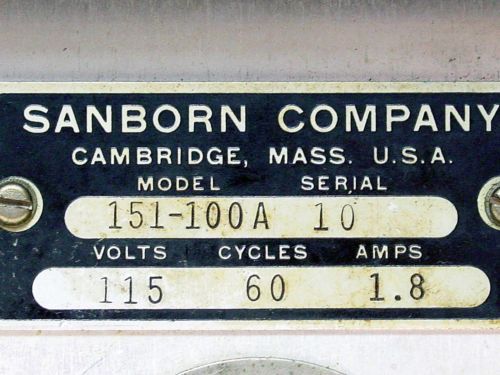 SANBORN COMPANY
CAMBRIDGE, MASS. U.S.A.
MODEL SERIAL
151-100A 10
VOLTS CYCLES AMPS
115 60 1.8